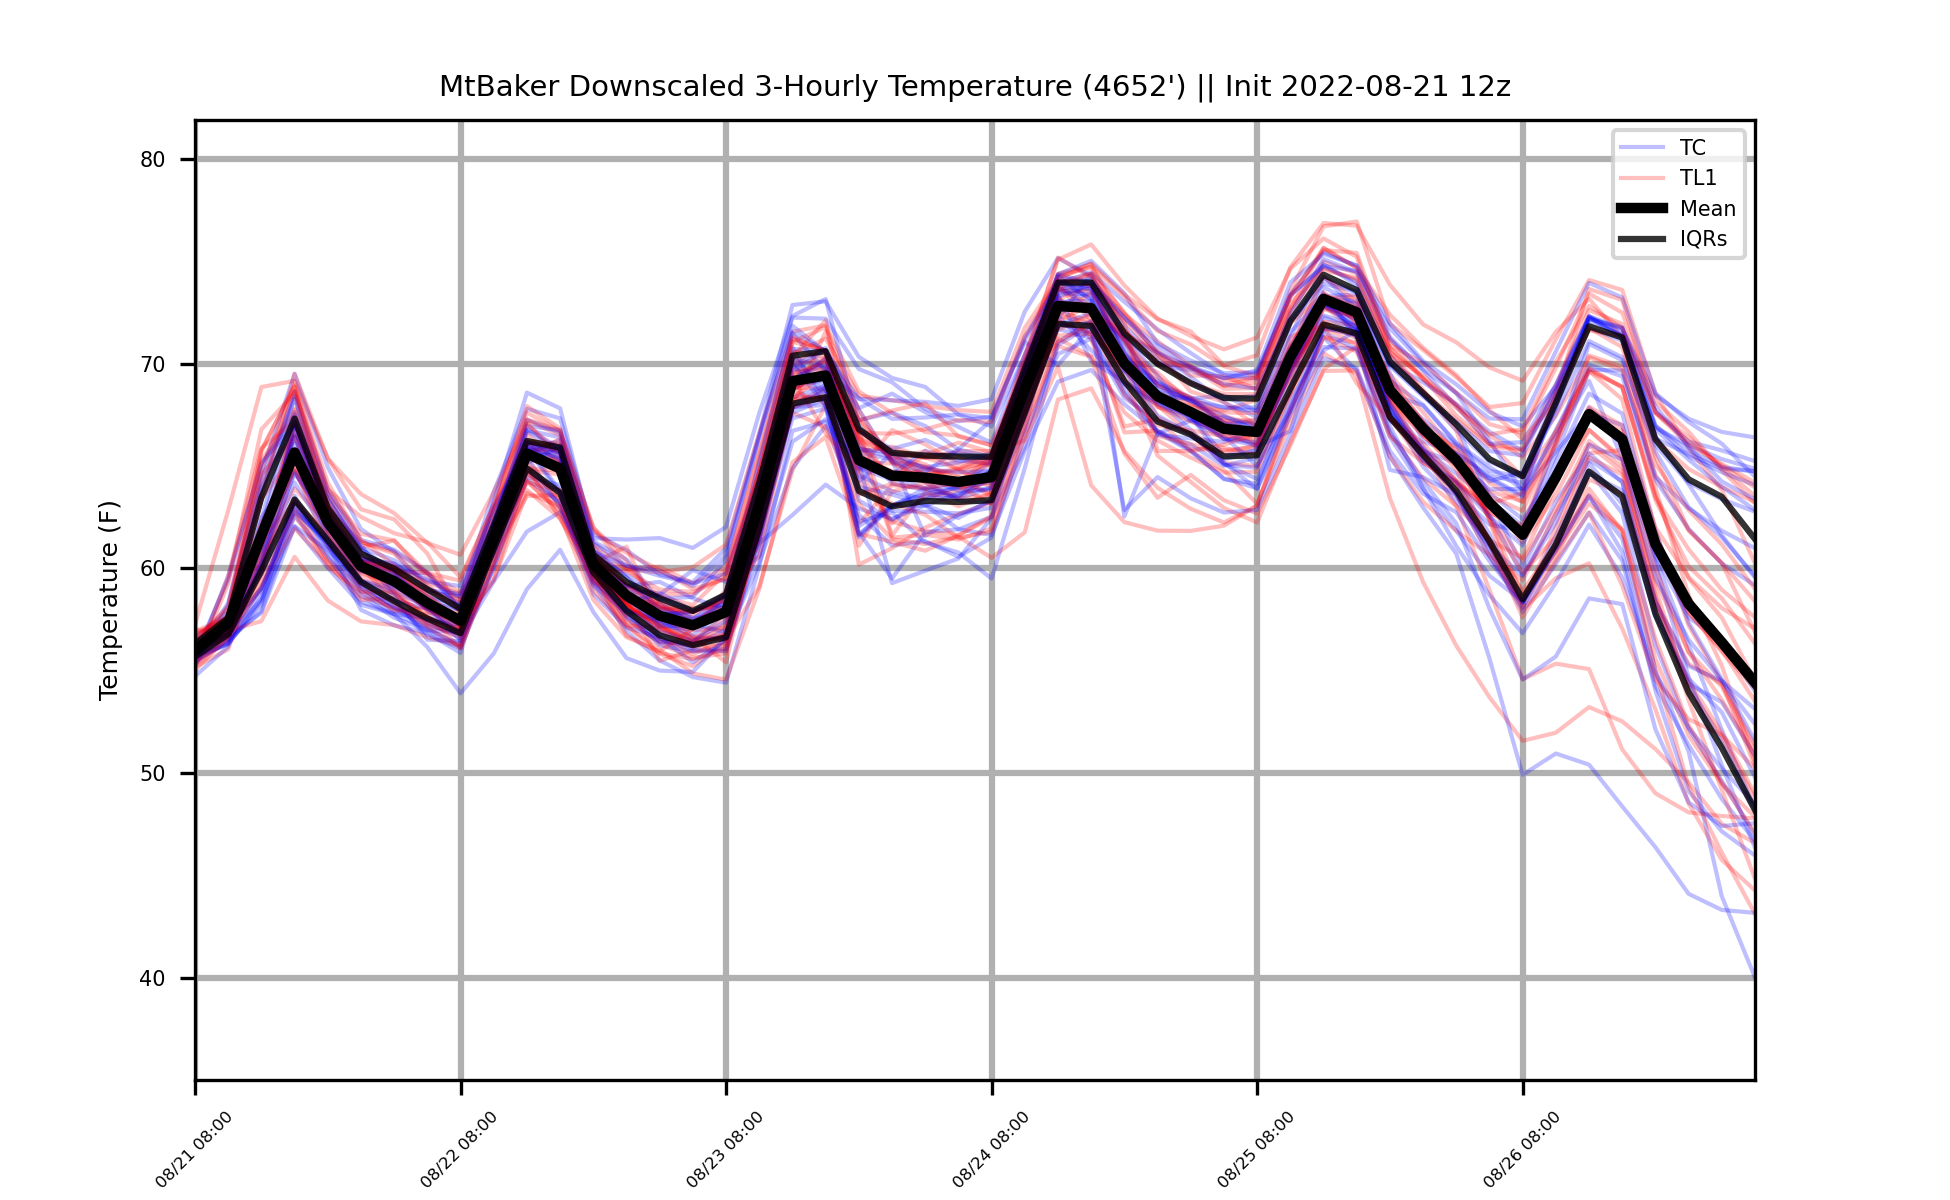 MtBaker Downscaled 3-Hourly Temperature (4652') || Init 2022-08-21 12z
TC
TL1
Mean
IQRs
Temperature (F)
80
70
60
50
40
08/21 08:00
08/22 08:00
08/23 08:00
08/24 08:00
08/25 08:00
08/26 08:00